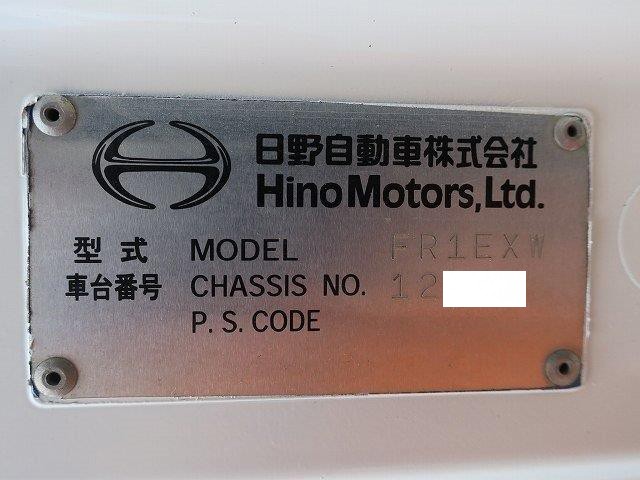 日野自動車株式会社
Hino Motors, Ltd.
型式 MODEL FR1EXW
車台番号 CHASSIS NO. 12
P. S. CODE